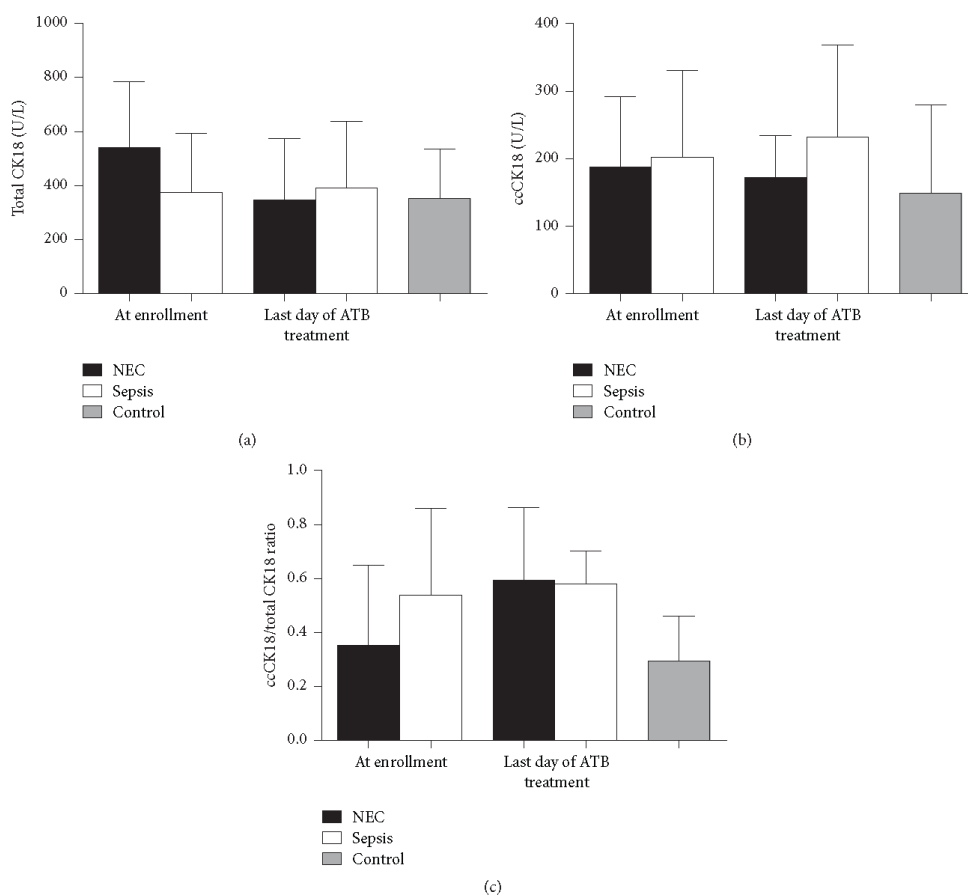 1000
800
600
400
200
0
Total CK18 (U/L)
At enrollment
Last day of ATB
treatment
NEC
Sepsis
Control
(a)
400
300
200
100
0
ccCK18 (U/L)
At enrollment
Last day of ATB
treatment
NEC
Sepsis
Control
(b)
1.0
0.8
0.6
0.4
0.2
0.0
ccCK18/total CK18 ratio
At enrollment
Last day of ATB
treatment
NEC
Sepsis
Control
(c)